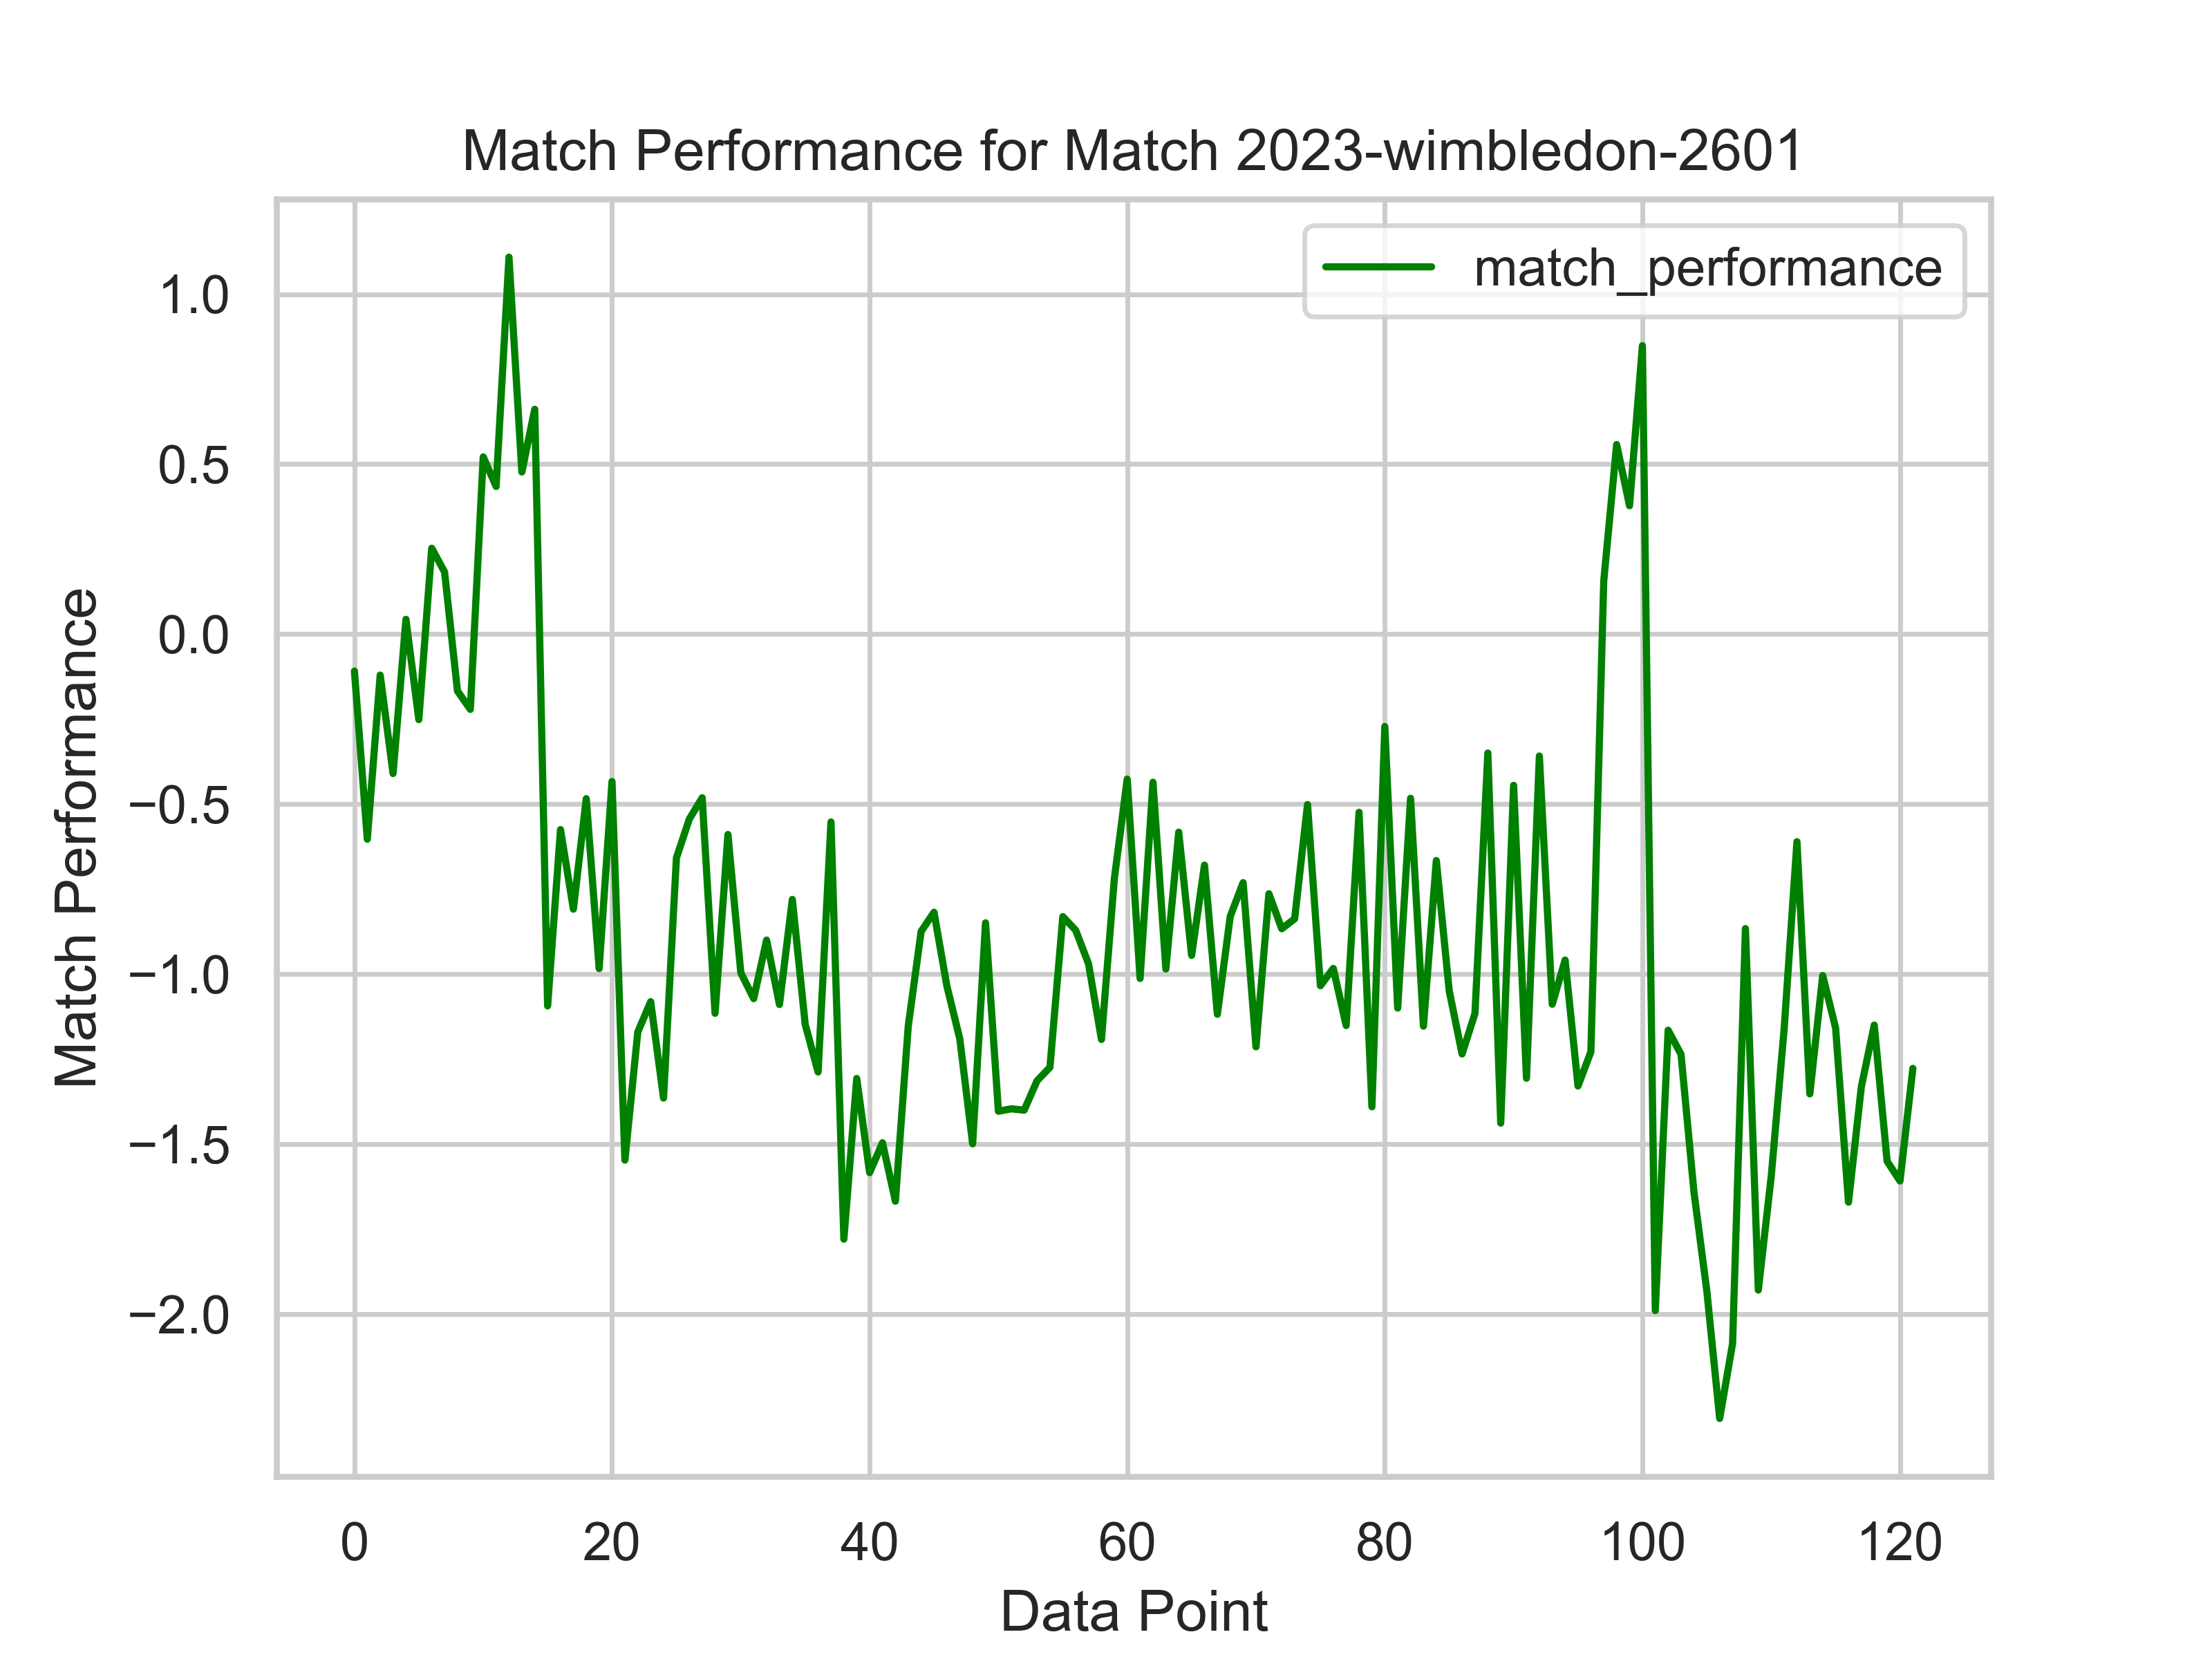 Match Performance for Match 2023-wimbledon-2601
match_performance
1.0
0.5
0.0
−0.5
−1.0
−1.5
−2.0
Match Performance
0 20 40 60 80 100 120
Data Point